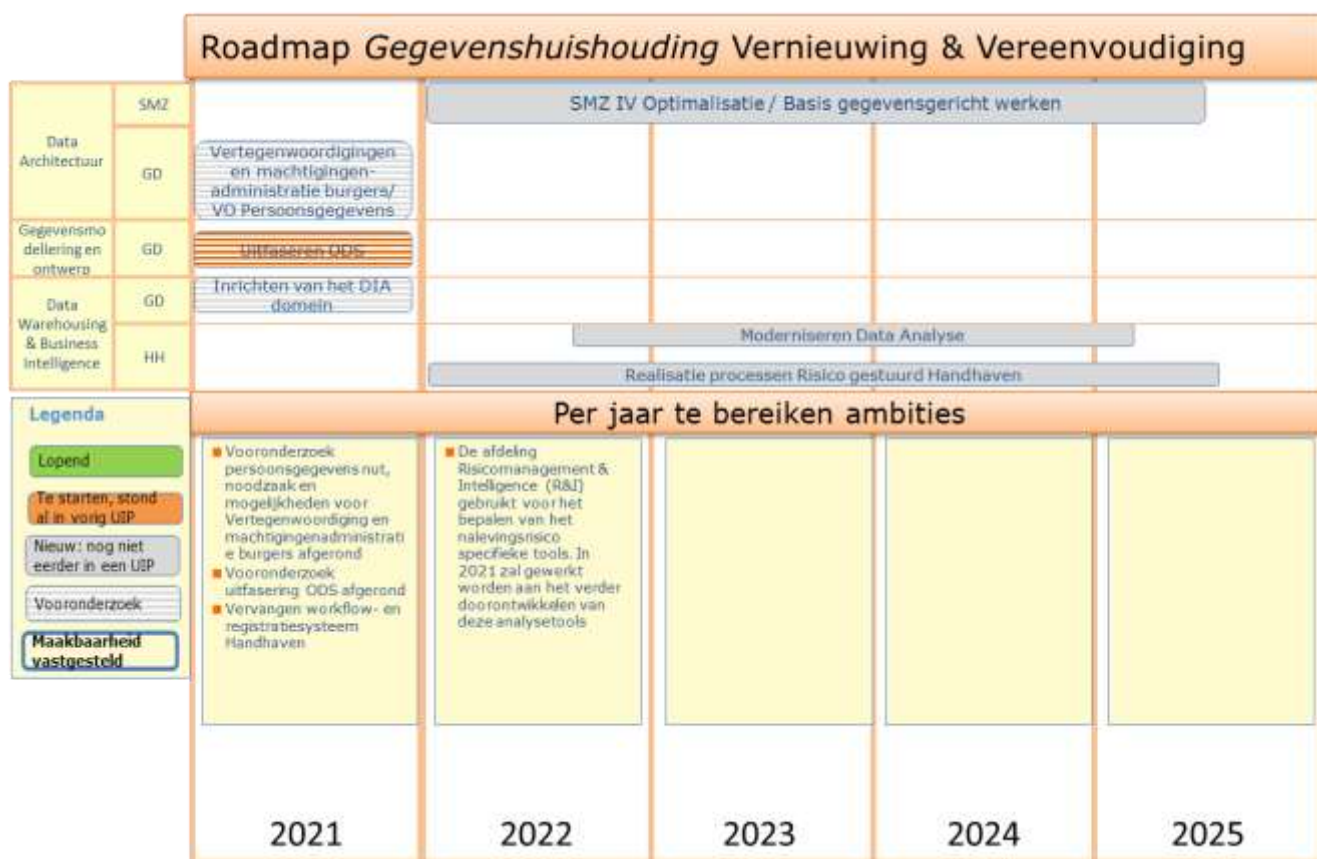 Roadmap Gegevenshuishouding Vernieuwing & Vereenvoudiging
Data
Architectuur
SMZ
SMZ IV Optimalisatie / Basis gegevensgericht werken
GD
Vertegenwoordigingen
en machtigingen-
administratie burgers/
VO Persoonsgegevens
Gegevensmo
dellering en
ontwerp
GD
Uitfaseren ODS
Data
Warehousing
& Business
Intelligence
GD
Inrichten van het DIA
domein
HH
Moderniseren Data Analyse
Realisatie processen Risico gestuurd Handhaven
Legenda
Lopend
Te starten, stond
al in vorig UIP
Nieuw: nog niet
eerder in een UIP
Vooronderzoek
Maakbaarheid
vastgesteld
Per jaar te bereiken ambities
Vooronderzoek
persoonsgegevens nut,
noodzaak en
mogelijkheden voor
Vertegenwoordiging en
machtigingenadministrati
e burgers afgerond
Vooronderzoek
uitfasering ODS afgerond
Vervangen workflow- en
registratiesysteem
Handhaven
De afdeling
Risicomanagement &
Intelligence (R&I)
gebruikt voor het
bepalen van het
nalevingsrisico
specifieke tools. In
2021 zal gewerkt
worden aan het verder
doorontwikkelen van
deze analysetools
2021
2022
2023
2024
2025